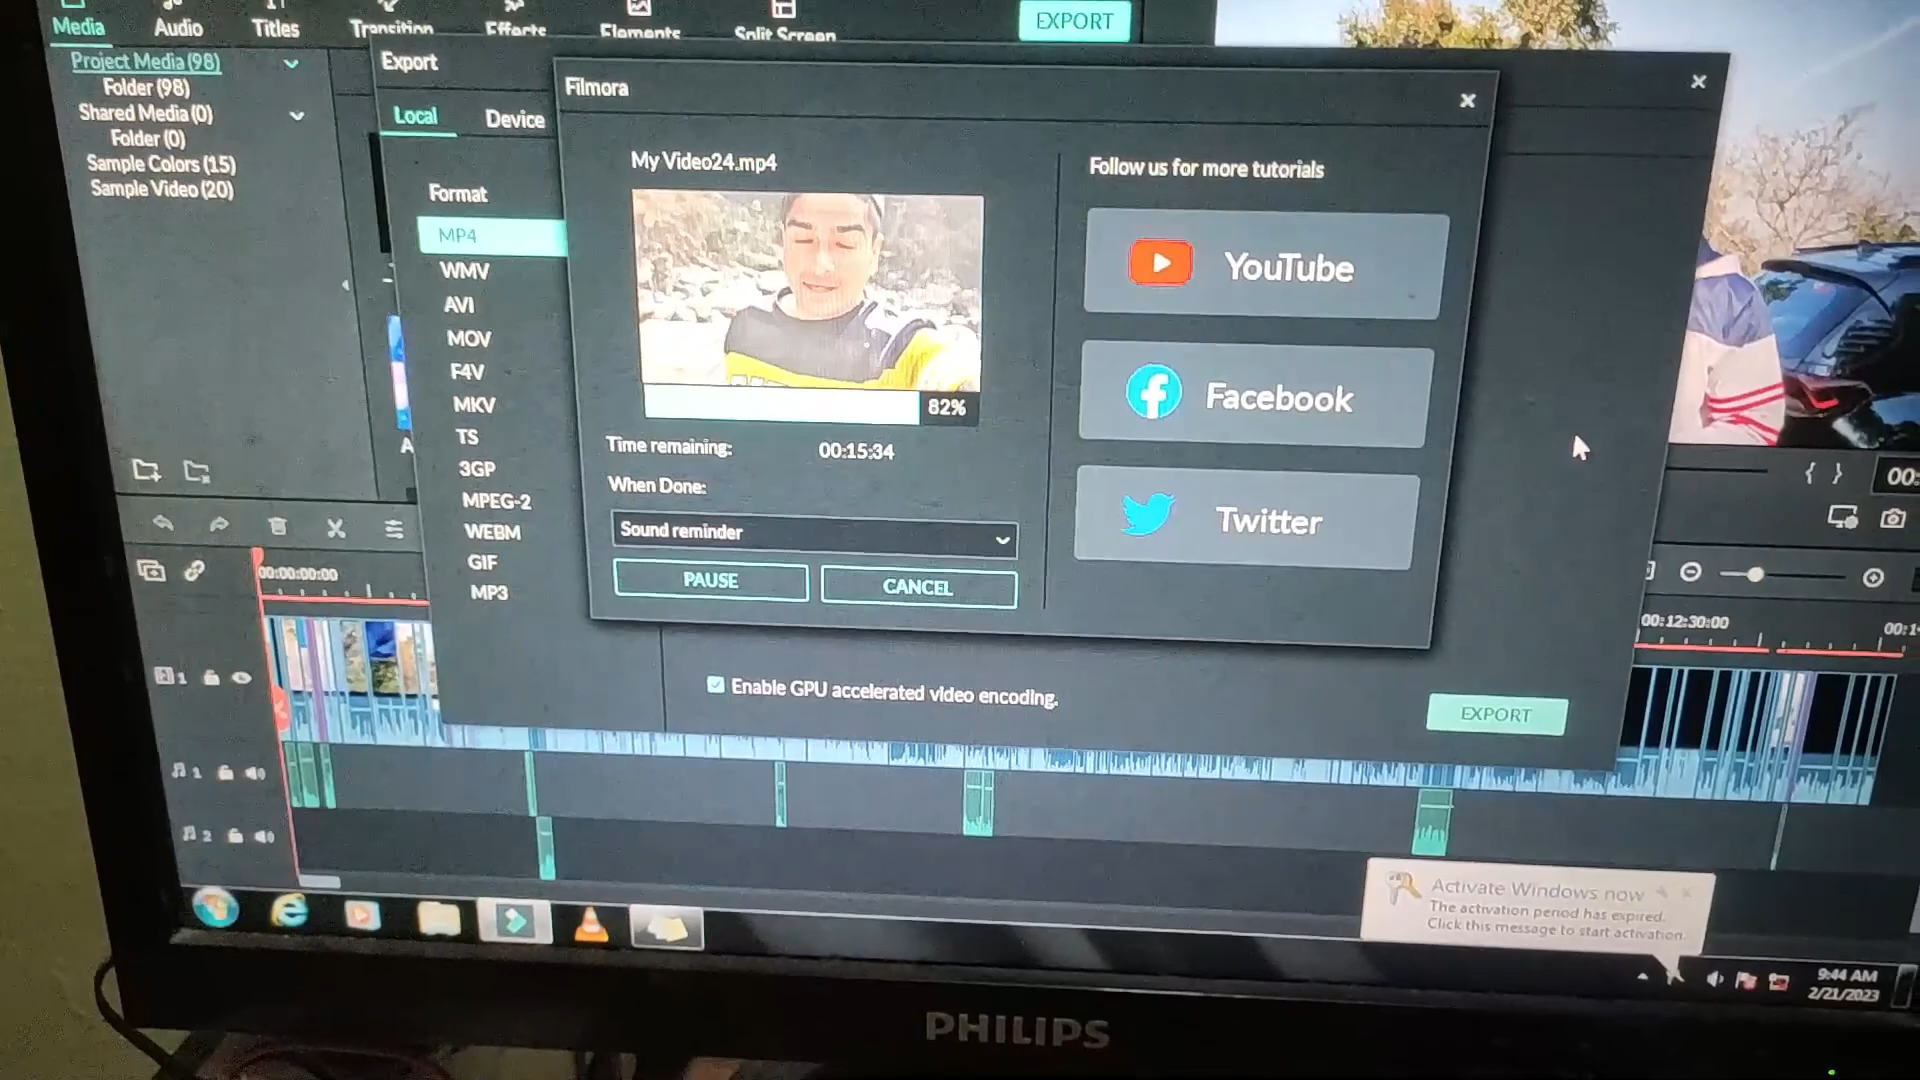 Media
Audio
Titles
Transition
Effects
Elements
Split Screen
EXPORT
Project Media (98)
Folder (98)
Shared Media (0)
Folder (0)
Sample Colors (15)
Sample Video (20)
Export
Local
Device
Format
MP4
WMV
AVI
MOV
F4V
MKV
TS
3GP
MPEG-2
WEBM
GIF
MP3
Filmora
My Video24.mp4
82%
Time remaining:
00:15:34
When Done:
Sound reminder
PAUSE
CANCEL
Follow us for more tutorials
YouTube
Facebook
Twitter
Enable GPU accelerated video encoding.
EXPORT
00:00:00:00
00:12:30:00
1
1
2
Activate Windows now
The activation period has expired.
Click this message to start activation.
9:44 AM
2/21/2023
PHILIPS